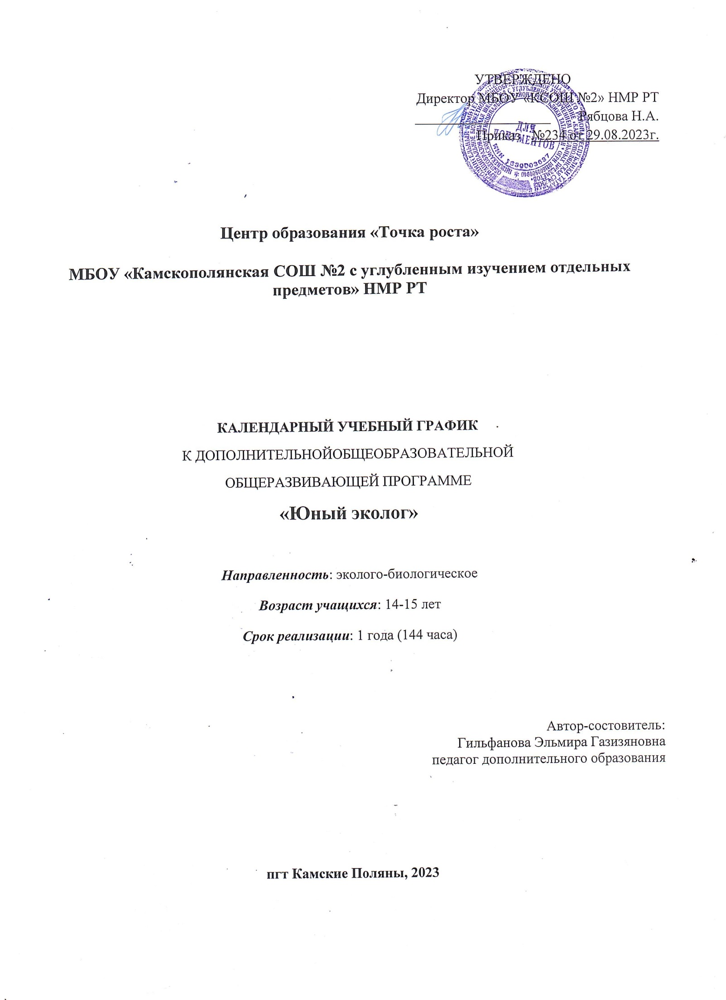 УТВЕРЖДЕНО
Директор МБОУ «КСОШ №2» НМР РТ
Рябцова Н.А.
Приказ №234 от 29.08.2023г.
ДЛЯ
ДОКУМЕНТОВ
ИНН 1630003637
Центр образования «Точка роста»
МБОУ «Камскополянская СОШ №2 с углубленным изучением отдельных
предметов» НМР РТ
КАЛЕНДАРНЫЙ УЧЕБНЫЙ ГРАФИК
К ДОПОЛНИТЕЛЬНОЙОБЩЕОБРАЗОВАТЕЛЬНОЙ
ОБЩЕРАЗВИВАЮЩЕЙ ПРОГРАММЕ
«Юный эколог»
Направленность: эколого-биологическое
Возраст учащихся: 14-15 лет
Срок реализации: 1 года (144 часа)
Автор-состовитель:
Гильфанова Эльмира Газизяновна
педагог дополнительного образования
пгт Камские Поляны, 2023